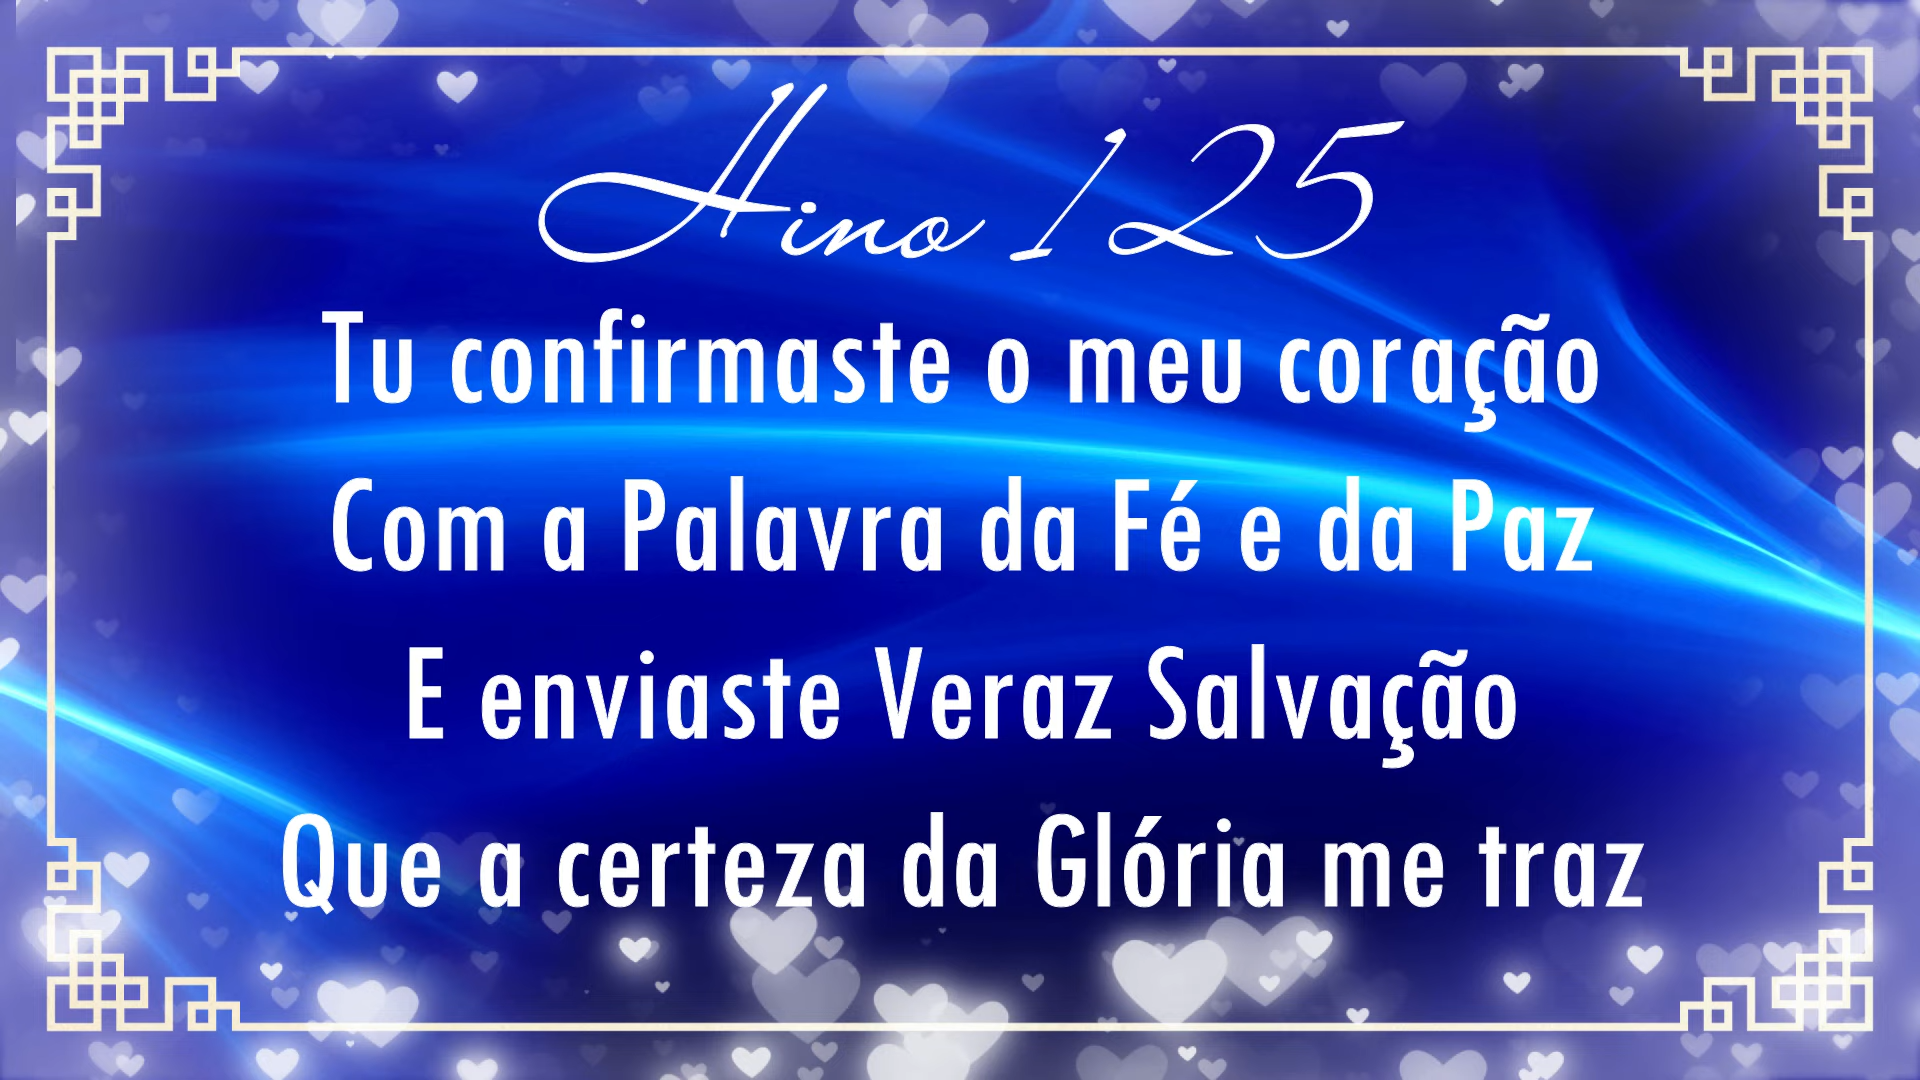 Hino 125
Tu confirmaste o meu coração
Com a Palavra da Fé e da Paz
E enviaste Veraz Salvação
Que a certeza da Glória me traz